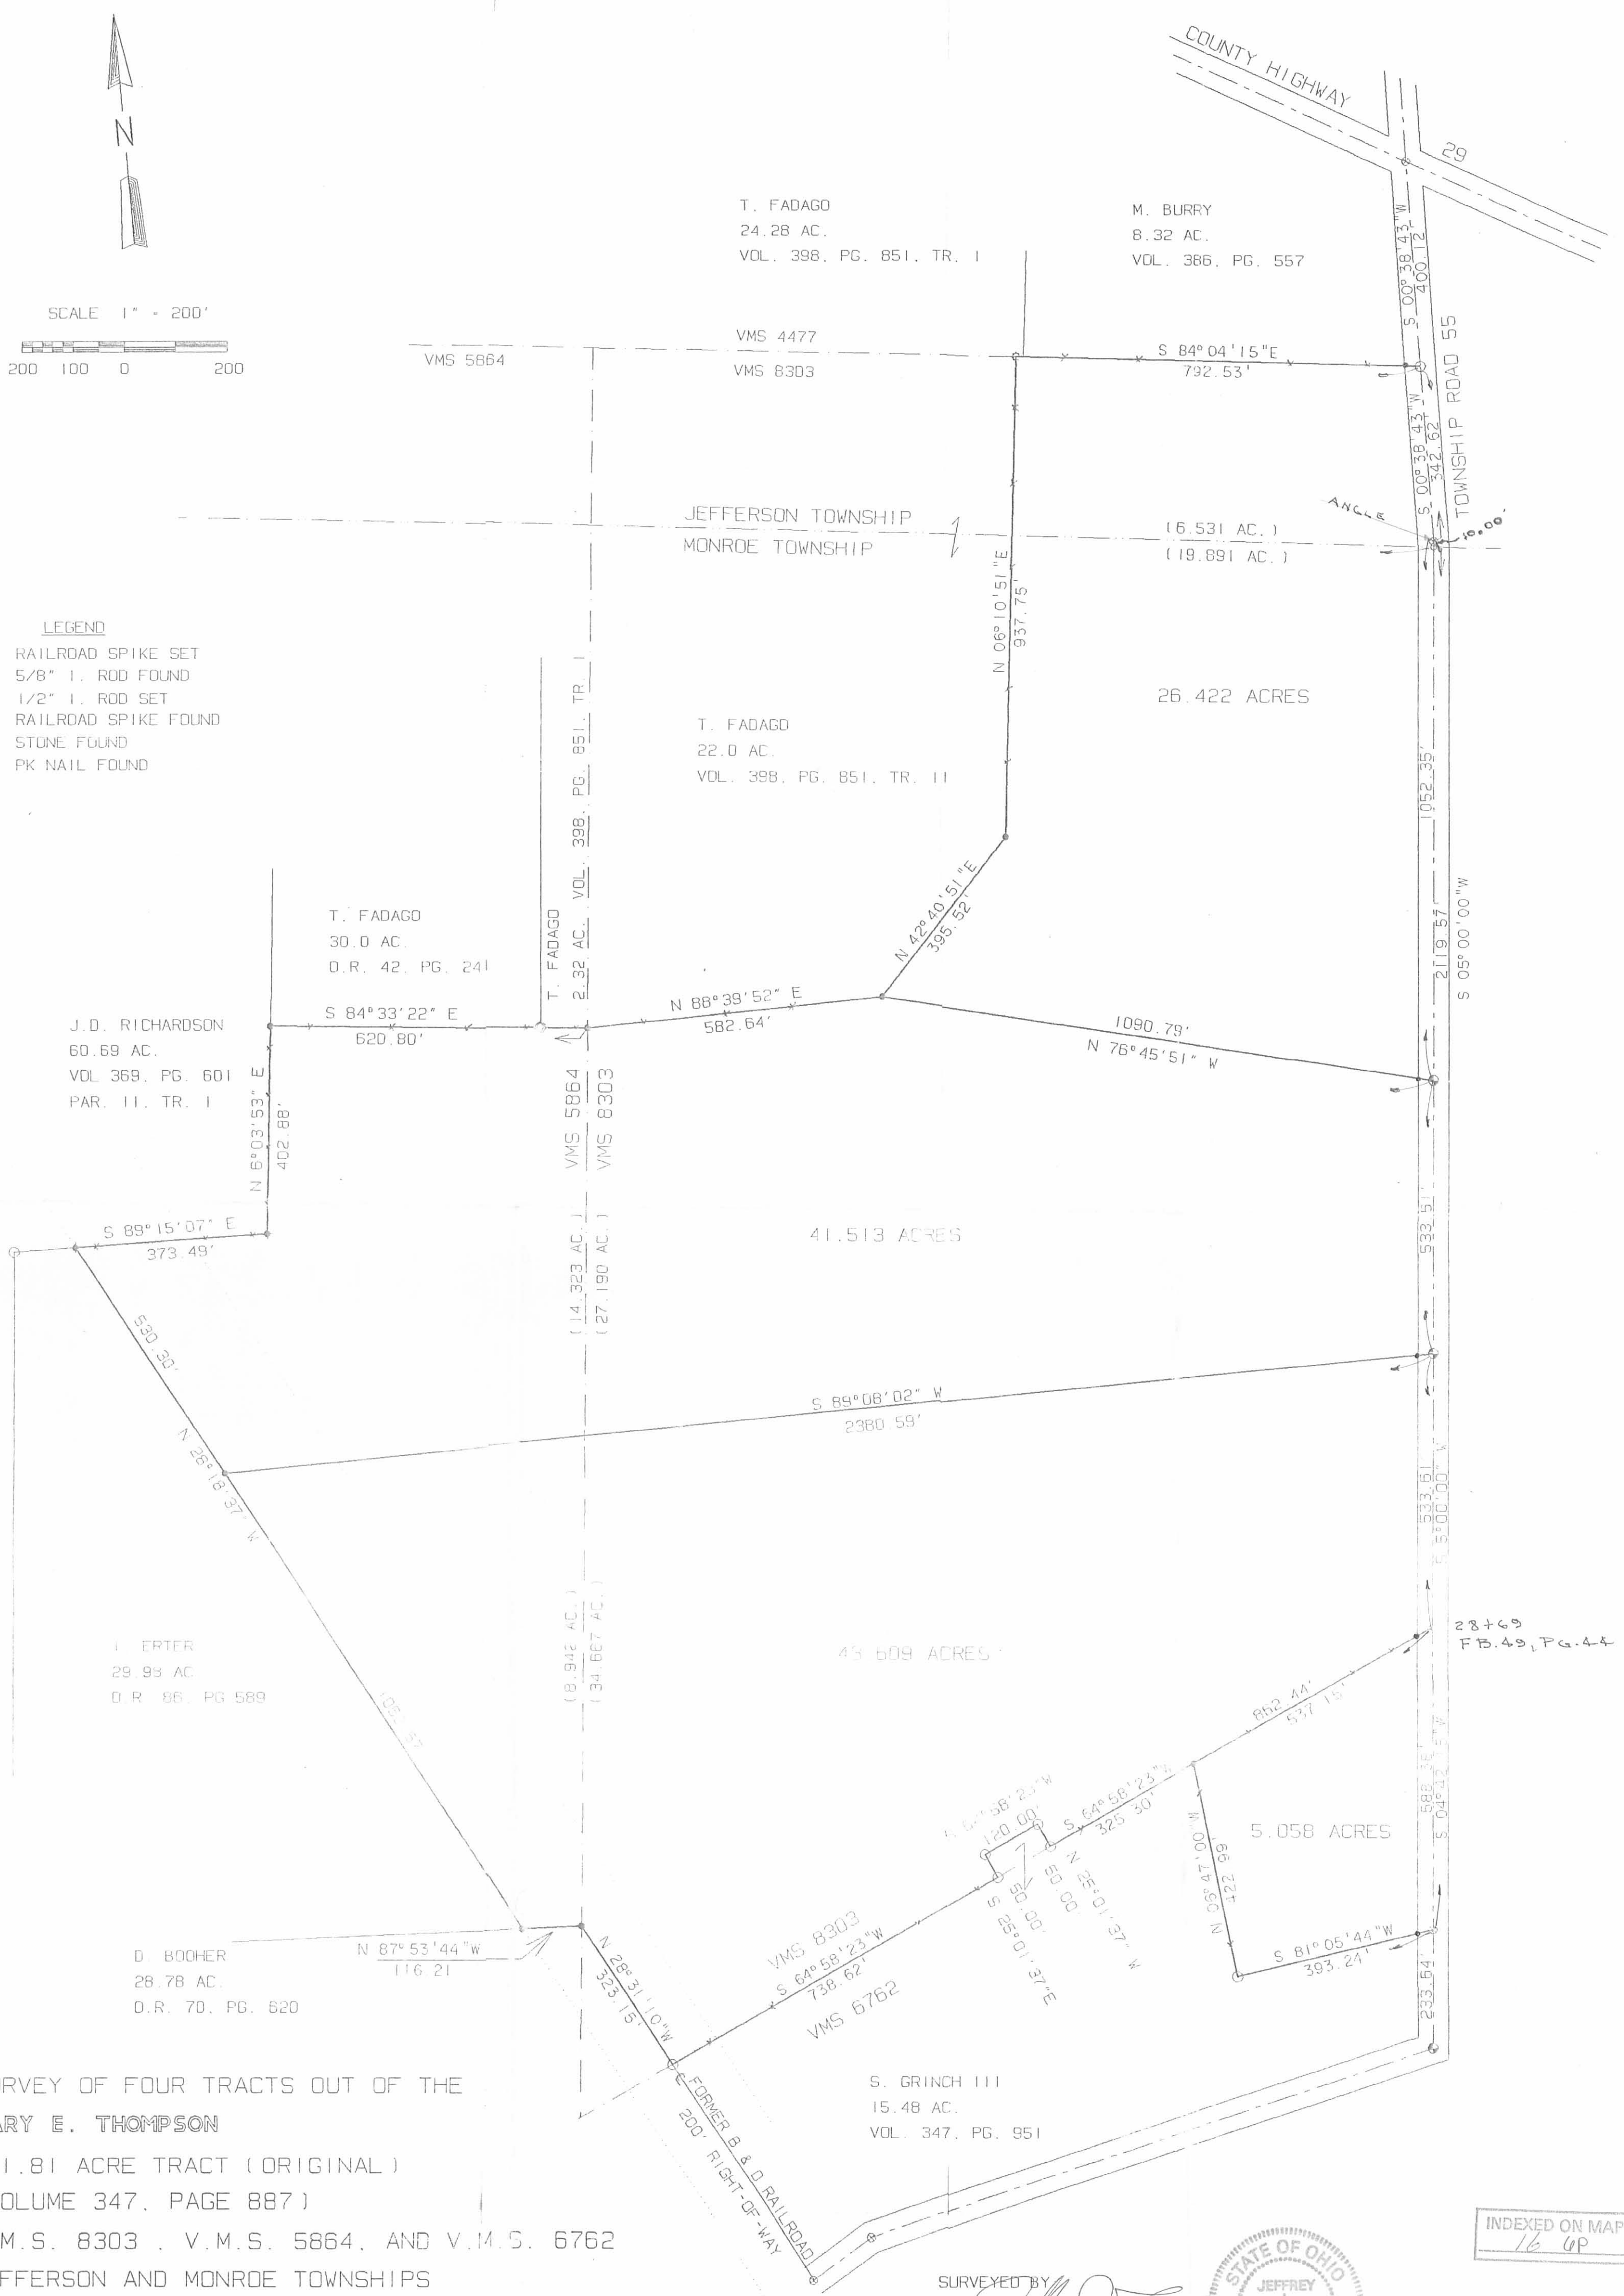 COUNTY HIGHWAY
29
N
T. FADAGO
24.28 AC.
VOL. 398, PG. 851, TR. I
M. BURRY
8.32 AC.
VOL. 386, PG. 557
S 00°38'43"W
400.12'
SCALE 1" - 200'
200 100 0 200
VMS 5864
VMS 4477
VMS 8303
S 84°04'15"E
792.53'
S 00°38'43"W
342.62'
TOWNSHIP ROAD 55
ANGLE
10.00'
JEFFERSON TOWNSHIP
MONROE TOWNSHIP
(6.531 AC.)
(19.891 AC.)
N 06°10'51"E
937.75'
LEGEND
RAILROAD SPIKE SET
5/8" I. ROD FOUND
1/2" I. ROD SET
RAILROAD SPIKE FOUND
STONE FOUND
PK NAIL FOUND
26.422 ACRES
T. FADAGO
22.0 AC.
VOL. 398, PG. 851, TR. II
T. FADAGO
2.32 AC. VOL. 398, PG. 851, TR. I
1052.35'
2119.57'
S 05°00'00"W
N 42°40'51"E
395.52'
T. FADAGO
30.0 AC.
D.R. 42, PG. 241
S 84°33'22" E
620.80'
N 88°39'52" E
582.64'
1090.79'
N 76°45'51" W
J.D. RICHARDSON
60.69 AC.
VOL 369, PG. 601
PAR. II, TR. I
N 6°03'53" E
402.88'
VMS 5864
VMS 8303
S 89°15'07" E
373.49'
(14.323 AC.)
(27.190 AC.)
41.513 ACRES
533.51'
530.30'
N 28°18'37" W
S 89°08'02" W
2380.59'
533.51
5°00'00" W
28+69
FB.49, PG.44
ERTER
29.98 AC
D.R. 86, PG 589
(8.942 AC.)
(34.667 AC.)
43.609 ACRES
852.44'
537.15'
588.38'
120.00'
S 64°58'23"W
325.30'
5.058 ACRES
N 25°01'37" W
50.00
50.00'
S 25°01'37"E
422.99'
S 81°05'44"W
393.24'
233.64'
D BOOHER
28.78 AC.
D.R. 70, PG. 620
N 87°53'44"W
116.21
N 28°31'10"W
323.15'
VMS 8303
S 64°58'23"W
738.62'
VMS 6762
S. GRINCH III
15.48 AC.
VOL. 347, PG. 951
FORMER B & O RAILROAD
200' RIGHT-OF-WAY
RVEY OF FOUR TRACTS OUT OF THE
ARY E. THOMPSON
1.81 ACRE TRACT (ORIGINAL)
OLUME 347, PAGE 887)
M.S. 8303 , V.M.S. 5864, AND V.M.S. 6762
FFERSON AND MONROE TOWNSHIPS
SURVEYED BY
STATE OF OHIO
JEFFREY
INDEXED ON MAP